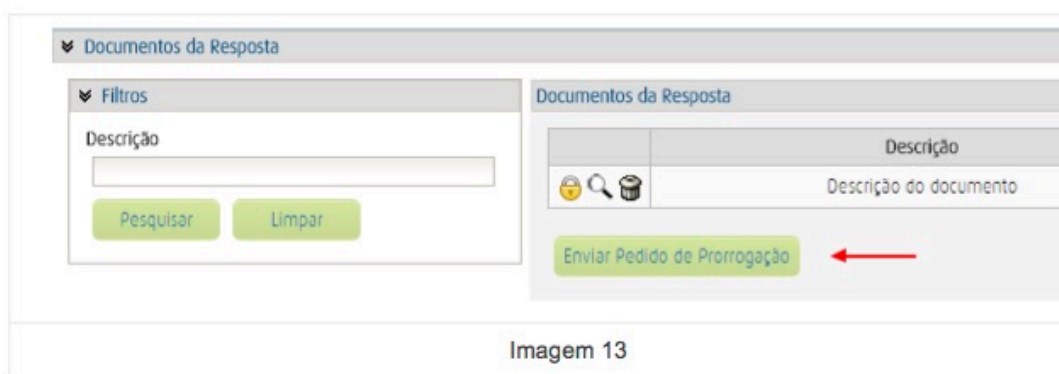 Documentos da Resposta
Filtros
Descrição
Pesquisar
Limpar
Documentos da Resposta
Descrição
Descrição do documento
Enviar Pedido de Prorrogação
Imagem 13